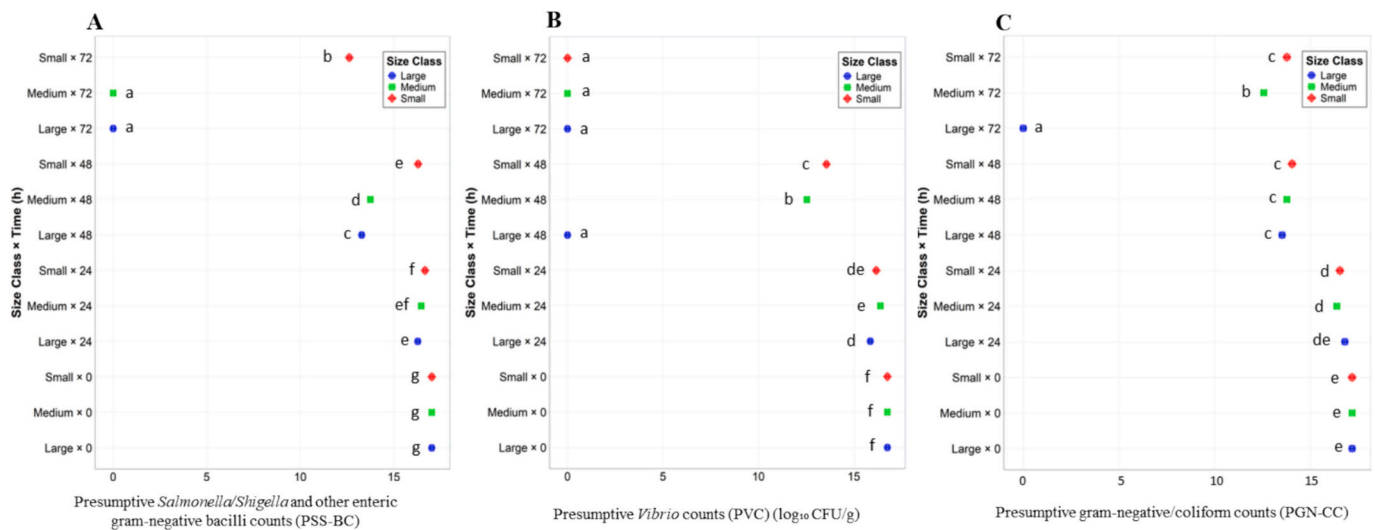 A
Size Class × Time (h)
Small × 72
Medium × 72
Large × 72
Small × 48
Medium × 48
Large × 48
Small × 24
Medium × 24
Large × 24
Small × 0
Medium × 0
Large × 0
b
a
a
e
d
c
f
ef
e
g
g
g
Size Class
Large
Medium
Small
0 5 10 15
Presumptive Salmonella/Shigella and other enteric
gram-negative bacilli counts (PSS-BC)
B
Size Class × Time (h)
Small × 72
Medium × 72
Large × 72
Small × 48
Medium × 48
Large × 48
Small × 24
Medium × 24
Large × 24
Small × 0
Medium × 0
Large × 0
a
a
a
c
b
a
de
e
d
f
f
f
Size Class
Large
Medium
Small
0 5 10 15
Presumptive Vibrio counts (PVC) (log₁₀ CFU/g)
C
Size Class × Time (h)
Small × 72
Medium × 72
Large × 72
Small × 48
Medium × 48
Large × 48
Small × 24
Medium × 24
Large × 24
Small × 0
Medium × 0
Large × 0
c
b
a
c
c
c
d
d
de
e
e
e
Size Class
Large
Medium
Small
0 5 10 15
Presumptive gram-negative/coliform counts (PGN-CC)